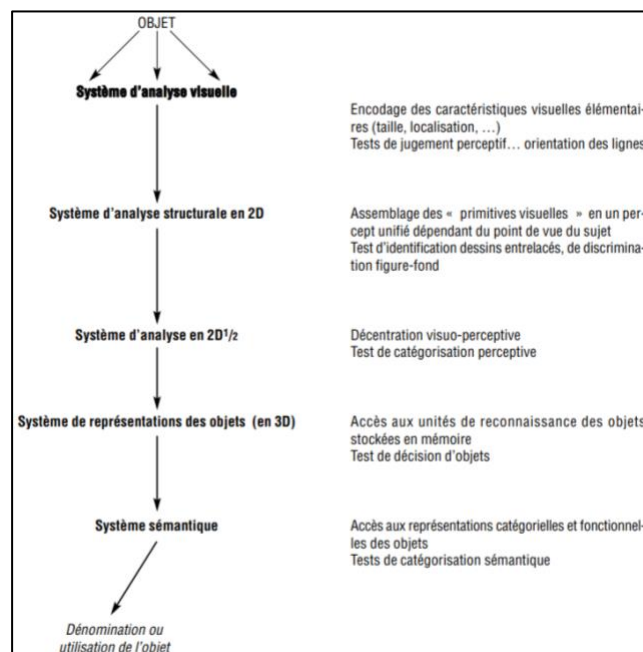 OBJET
Système d'analyse visuelle
Encodage des caractéristiques visuelles élémentai-
res (taille, localisation, …)
Tests de jugement perceptif… orientation des lignes
Système d'analyse structurale en 2D
Assemblage des « primitives visuelles » en un per-
cept unifié dépendant du point de vue du sujet
Test d'identification dessins entrelacés, de discrimina-
tion figure-fond
Système d'analyse en 2D1/2
Décentration visuo-perceptive
Test de catégorisation perceptive
Système de représentations des objets (en 3D)
Accès aux unités de reconnaissance des objets
stockées en mémoire
Test de décision d'objets
Système sémantique
Accès aux représentations catégorielles et fonctionnel-
les des objets
Tests de catégorisation sémantique
Dénomination ou
utilisation de l'objet